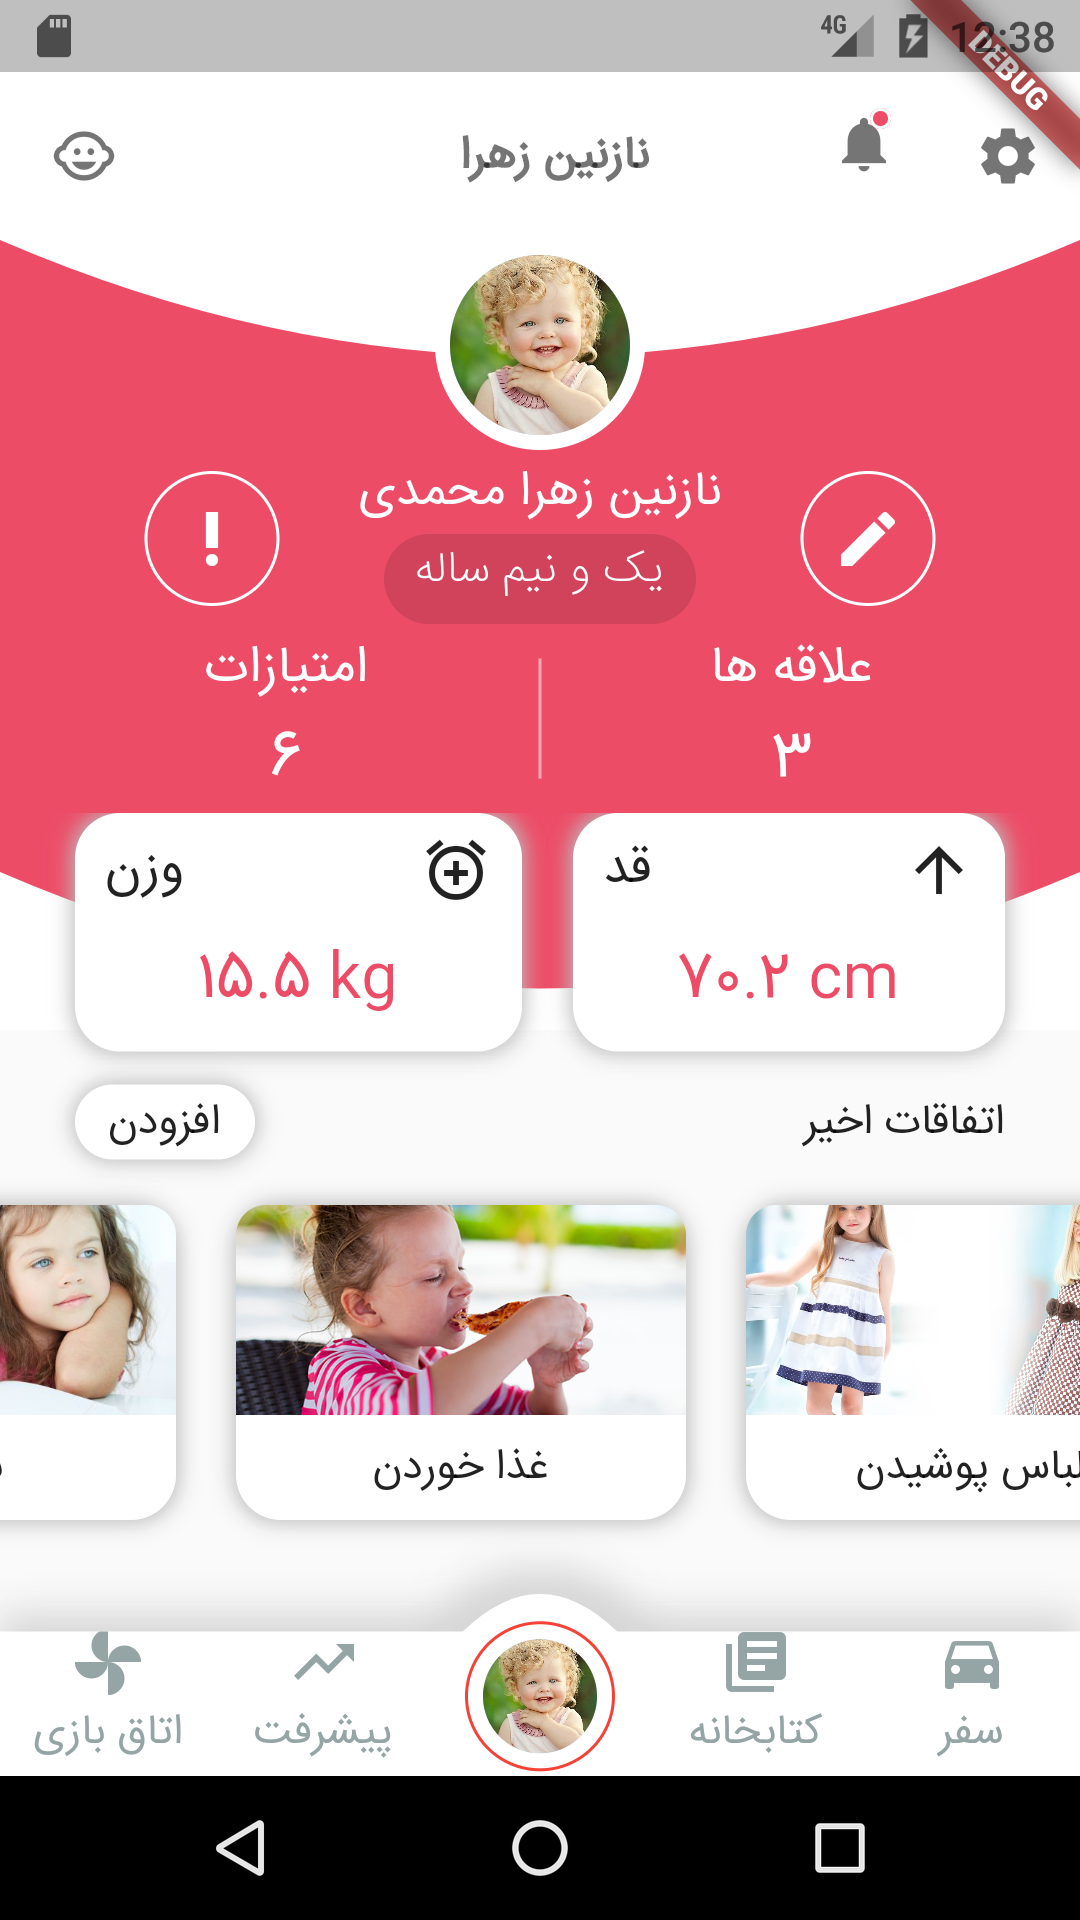 4G 12:38
DEBUG
نازنین زهرا
نازنین زهرا محمدی
یک و نیم ساله
علاقه ها
۳
امتیازات
۶
قد
۷۰.۲ cm
وزن
۱۵.۵ kg
اتفاقات اخیر
افزودن
لباس پوشیدن
غذا خوردن
سفر
کتابخانه
پیشرفت
اتاق بازی